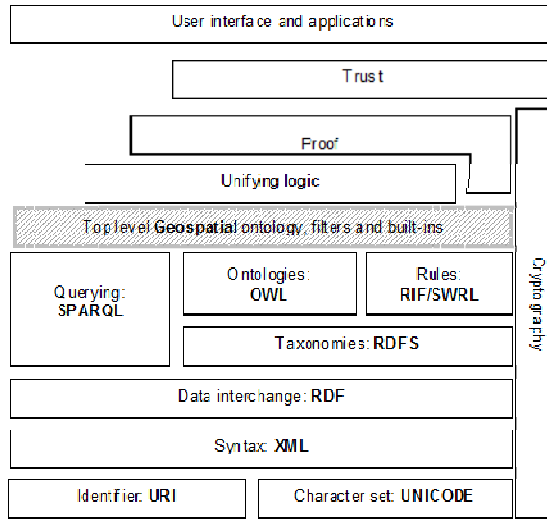 User interface and applications
Trust
Proof
Unifying logic
Top level Geospatial ontology, filters and built-ins
Querying:
SPARQL
Ontologies:
OWL
Rules:
RIF/SWRL
Taxonomies: RDFS
Data interchange: RDF
Syntax: XML
Identifier: URI
Character set: UNICODE
Cryptography